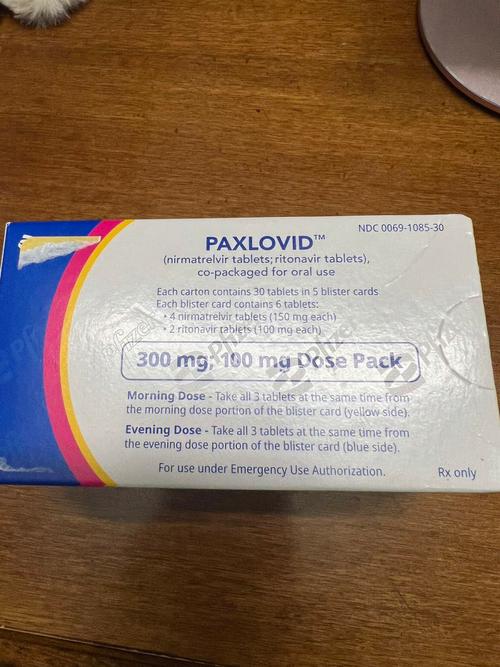 NDC 0069-1085-30
PAXLOVID™
(nirmatrelvir tablets; ritonavir tablets),
co-packaged for oral use
Each carton contains 30 tablets in 5 blister cards
Each blister card contains 6 tablets:
• 4 nirmatrelvir tablets (150 mg each)
• 2 ritonavir tablets (100 mg each)
300 mg; 100 mg Dose Pack
Morning Dose - Take all 3 tablets at the same time from
the morning dose portion of the blister card (yellow side).
Evening Dose - Take all 3 tablets at the same time from
the evening dose portion of the blister card (blue side).
For use under Emergency Use Authorization.
Rx only
Pfizer
Pfizer
Pfizer